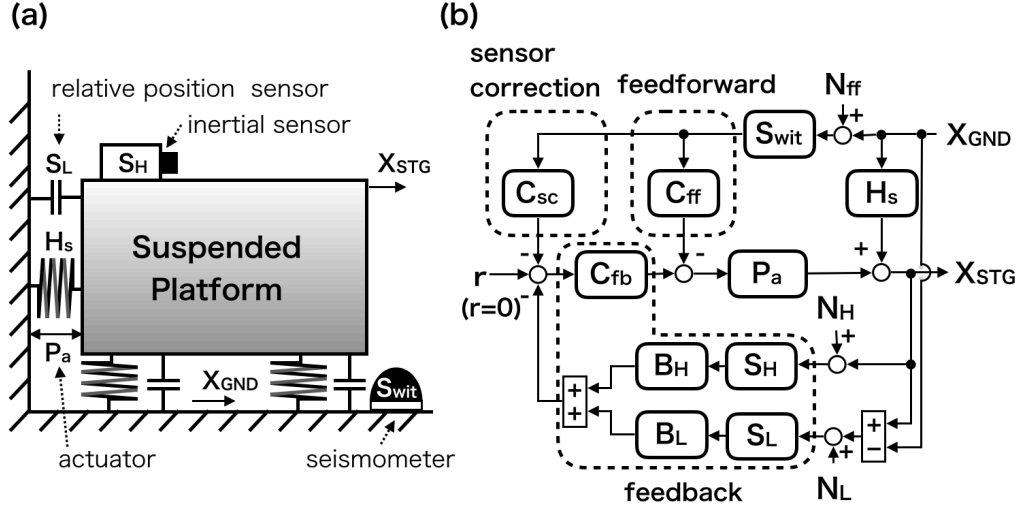 (a)
relative position sensor
inertial sensor
SL
SH
XSTG
Hs
Suspended
Platform
Pa
XGND
Swit
actuator
seismometer
(b)
sensor
correction
feedforward
Nff
+
Swit
XGND
Csc
Cff
Hs
-
-
+
r
(r=0)
-
Cfb
Pa
XSTG
NH
+
BH
SH
+
+
BL
SL
+
−
+
NL
feedback